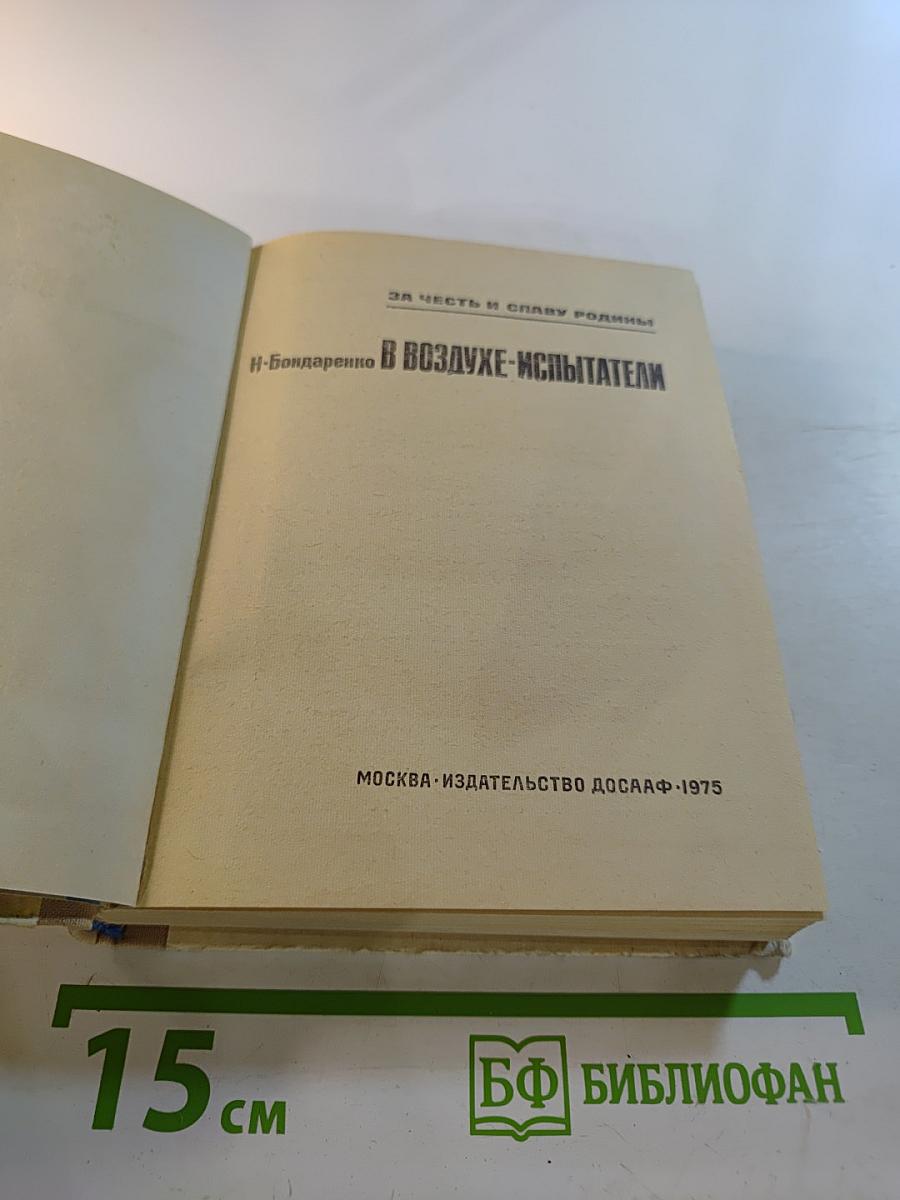 ЗА ЧЕСТЬ И СЛАВУ РОДИНЫ
Н·Бондаренко В ВОЗДУХЕ-ИСПЫТАТЕЛИ
МОСКВА·ИЗДАТЕЛЬСТВО ДОСААФ·1975
15 см
БФ БИБЛИОФАН